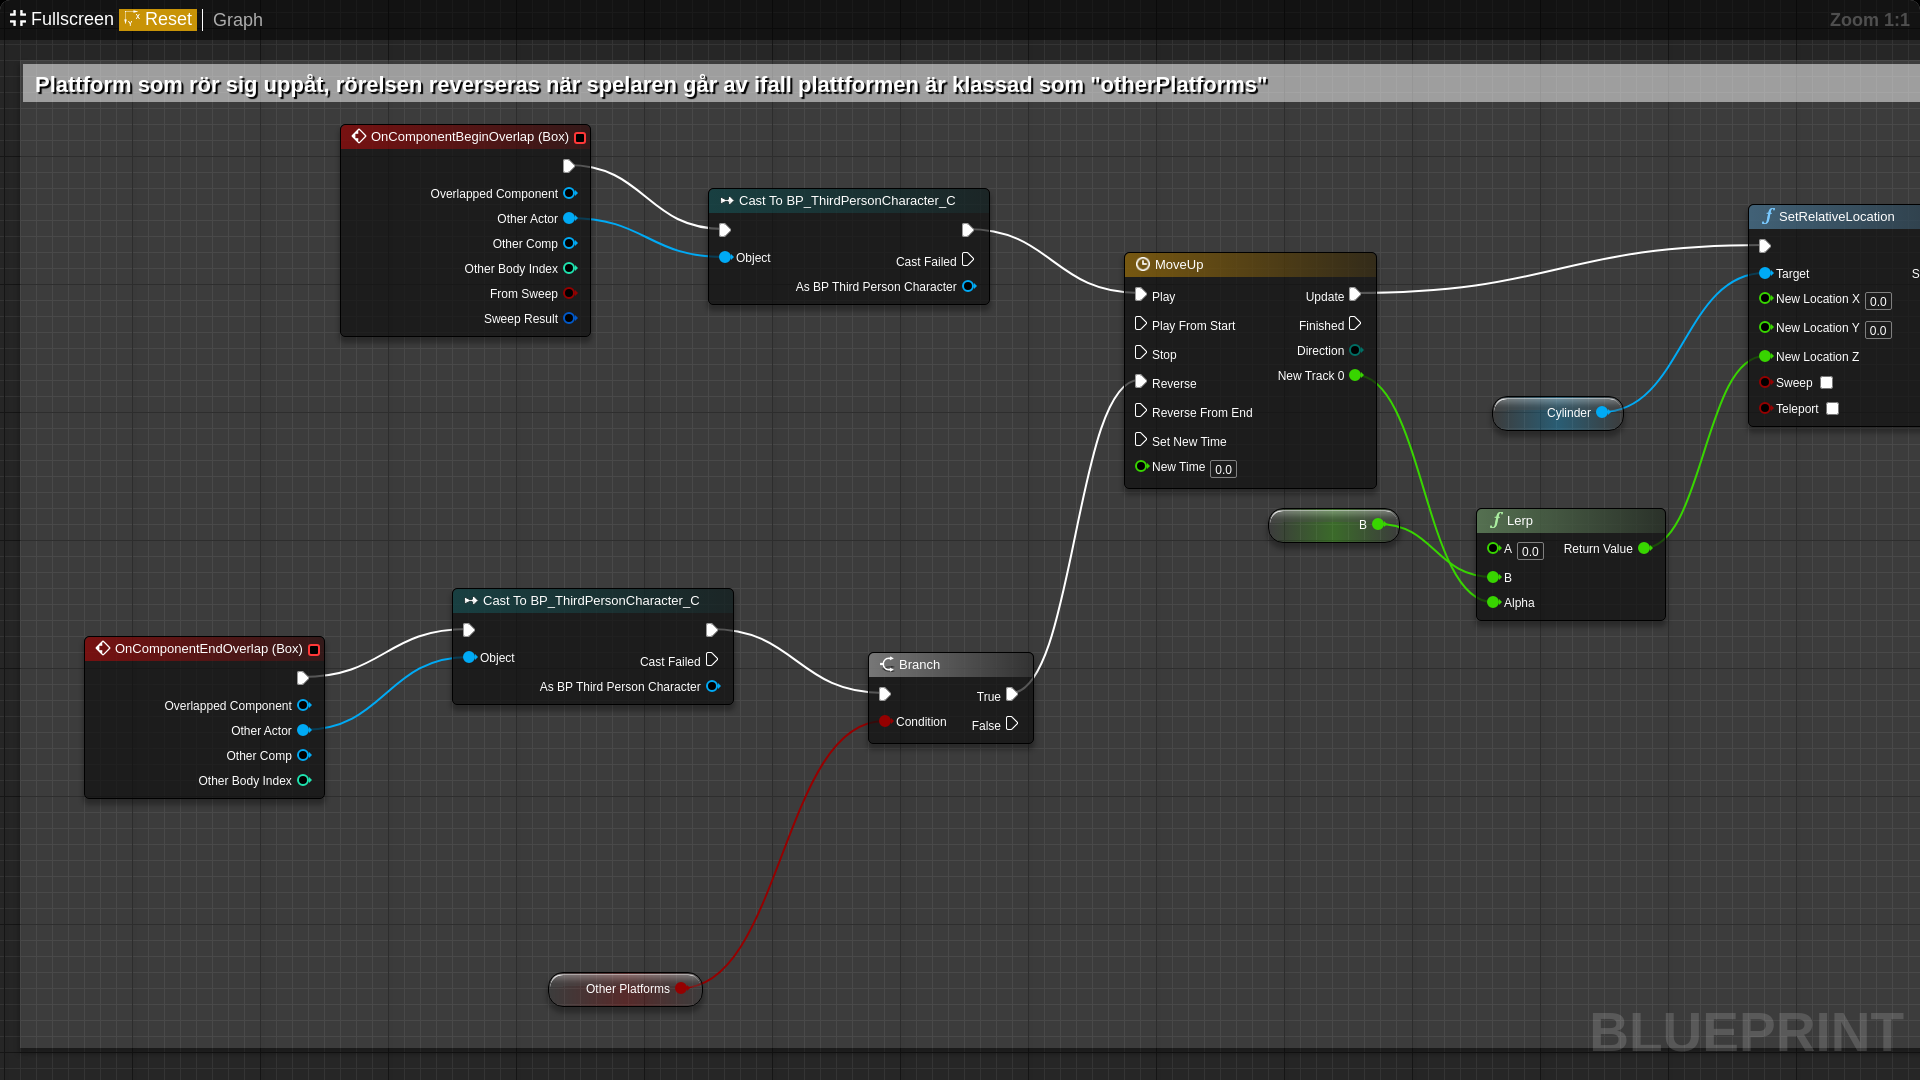 Fullscreen Reset Graph Zoom 1:1
Plattform som rör sig uppåt, rörelsen reverseras när spelaren går av ifall plattformen är klassad som "otherPlatforms"
OnComponentBeginOverlap (Box)
Overlapped Component
Other Actor
Other Comp
Other Body Index
From Sweep
Sweep Result
Cast To BP_ThirdPersonCharacter_C
Object
Cast Failed
As BP Third Person Character
MoveUp
Play Update
Play From Start Finished
Stop Direction
Reverse New Track 0
Reverse From End
Set New Time
New Time 0.0
SetRelativeLocation
Target S
New Location X 0.0
New Location Y 0.0
New Location Z
Sweep
Teleport
Cylinder
B
Lerp
A 0.0 Return Value
B
Alpha
OnComponentEndOverlap (Box)
Overlapped Component
Other Actor
Other Comp
Other Body Index
Cast To BP_ThirdPersonCharacter_C
Object
Cast Failed
As BP Third Person Character
Branch
True
Condition
False
Other Platforms
BLUEPRINT